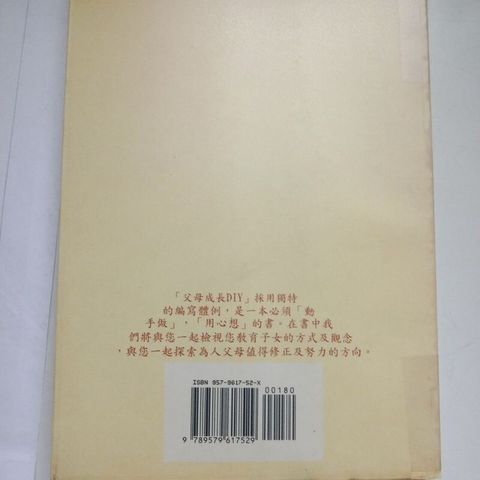 「父母成長DIY」採用獨特
的編寫體例，是一本必須「動
手做」，「用心想」的書。在書中我
們將與您一起檢視您教育子女的方式及觀念
，與您一起探索為人父母值得修正及努力的方向。
ISBN 957-9617-52-X
00180
9 789579 617529